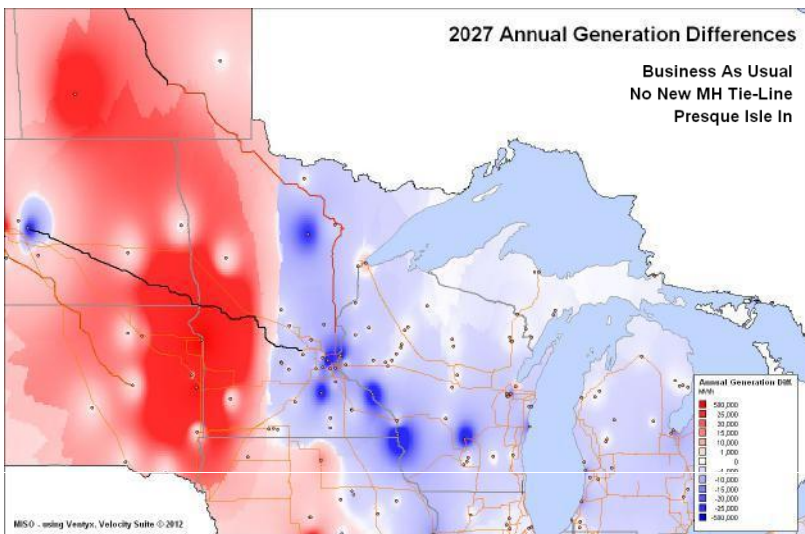 2027 Annual Generation Differences
Business As Usual
No New MH Tie-Line
Presque Isle In
Annual Generation Diff.
MWh
500,000
25,000
20,000
15,000
10,000
1,000
0
-1,000
-10,000
-15,000
-20,000
-25,000
-500,000
MISO - using Ventyx, Velocity Suite © 2012